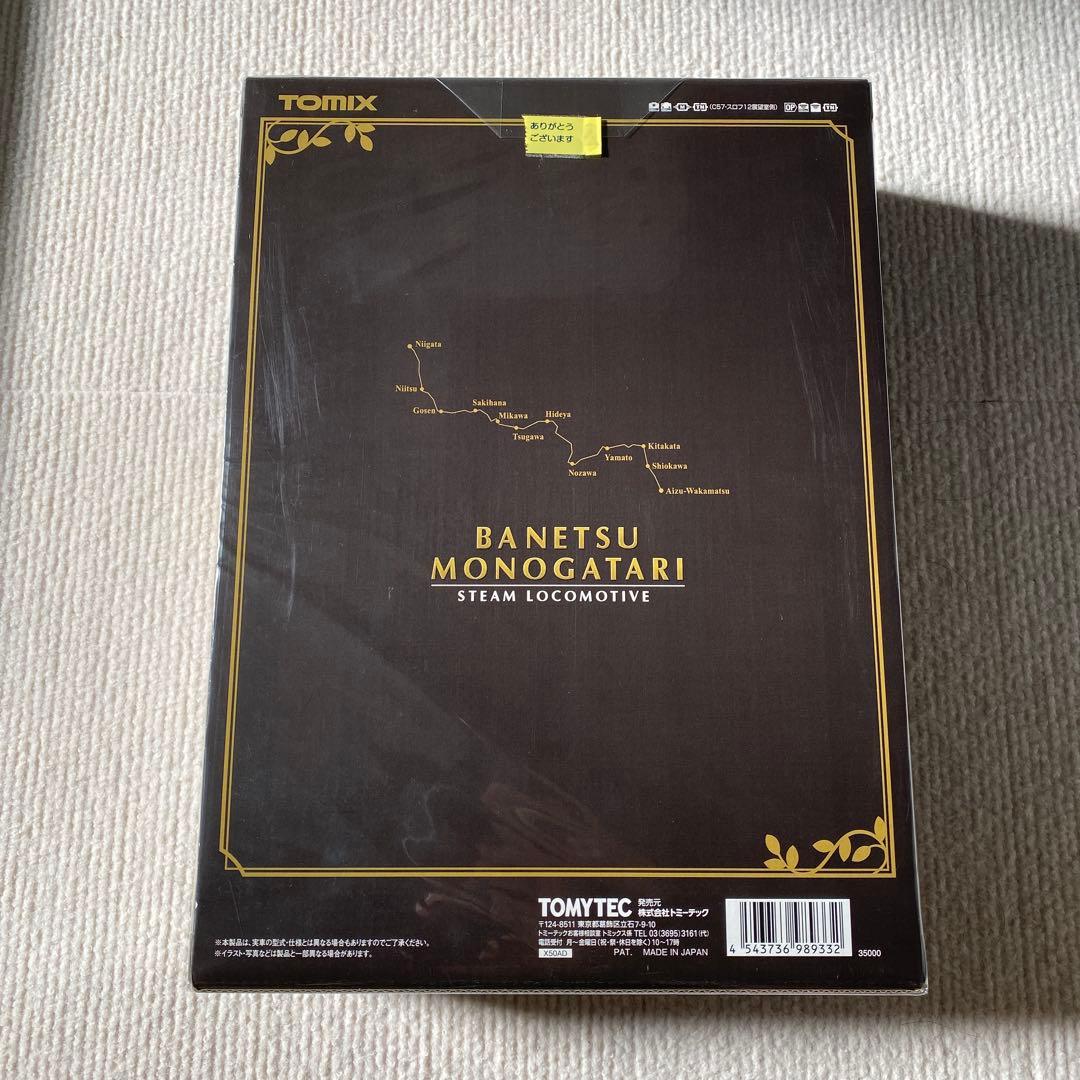 TOMIX
M TN (C57-スロフ12展望室側) OP TN
ありがとう
ございます
Niigata
Niitsu
Gosen
Sakihana
Mikawa
Tsugawa
Hideya
Nozawa
Yamato
Kitakata
Shiokawa
Aizu-Wakamatsu
BANETSU
MONOGATARI
STEAM LOCOMOTIVE
TOMYTEC 発売元 株式会社トミーテック
〒124-8511 東京都葛飾区立石7-9-10
トミーテックお客様相談室 トミックス係 TEL 03(3695)3161(代)
電話受付 月〜金曜日(祝・祭・休日を除く) 10〜17時
X50AD PAT. MADE IN JAPAN
※本製品は、実車の型式・仕様とは異なる場合もありますのでご了承ください。
※イラスト・写真などは製品と一部異なる場合があります。
4 543736 989332
35000